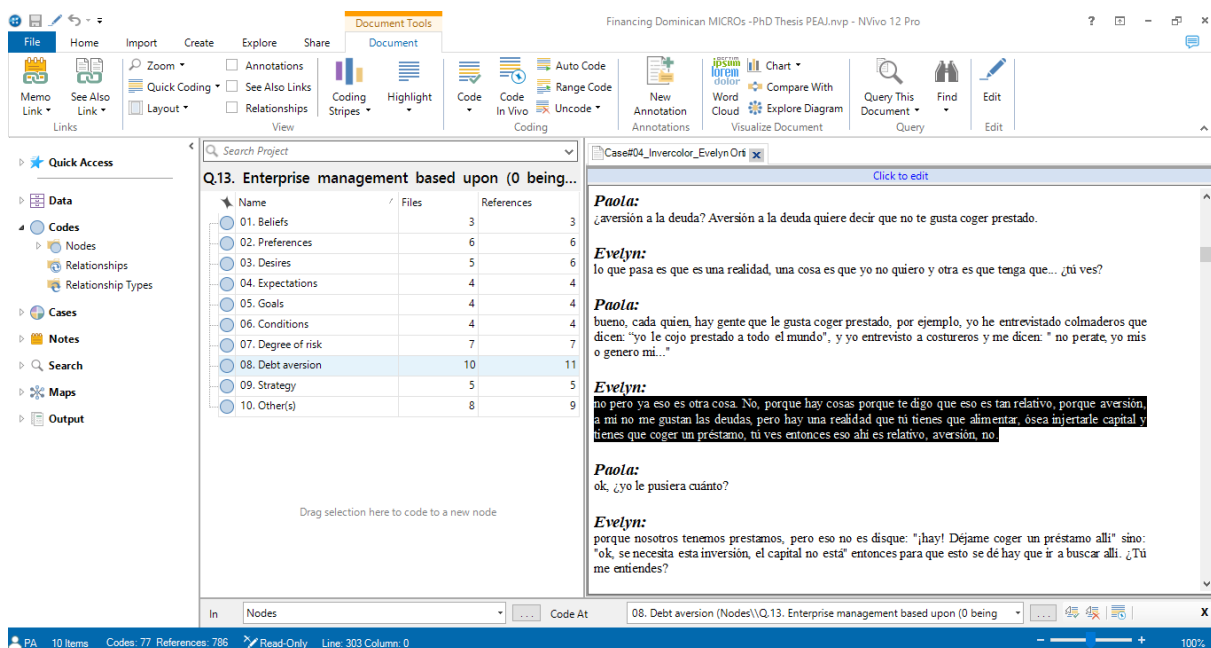 Document Tools
Financing Dominican MICROs -PhD Thesis PEAJ.nvp - NVivo 12 Pro
File Home Import Create Explore Share Document
Memo Link
See Also Link
Links
Zoom
Quick Coding
Layout
Annotations
See Also Links
Relationships
View
Coding Stripes
Highlight
Code
Code In Vivo
Auto Code
Range Code
Uncode
Coding
New Annotation
Annotations
Word Cloud
Chart
Compare With
Explore Diagram
Visualize Document
Query This Document
Find
Query
Edit
Edit
Quick Access
Data
Codes
Nodes
Relationships
Relationship Types
Cases
Notes
Search
Maps
Output
Search Project
Q.13. Enterprise management based upon (0 being...
Name Files References
01. Beliefs 3 3
02. Preferences 6 6
03. Desires 5 6
04. Expectations 4 4
05. Goals 4 4
06. Conditions 4 4
07. Degree of risk 7 7
08. Debt aversion 10 11
09. Strategy 5 5
10. Other(s) 8 9
Drag selection here to code to a new node
Case#04_Invercolor_Evelyn Orti
Click to edit
Paola:
¿aversión a la deuda? Aversión a la deuda quiere decir que no te gusta coger prestado.
Evelyn:
lo que pasa es que es una realidad, una cosa es que yo no quiero y otra es que tenga que... ¿tú ves?
Paola:
bueno, cada quien, hay gente que le gusta coger prestado, por ejemplo, yo he entrevistado colmaderos que
dicen: “yo le cojo prestado a todo el mundo", y yo entrevisto a costureros y me dicen: " no perate, yo mis
o genero mi..."
Evelyn:
no pero ya eso es otra cosa. No, porque hay cosas porque te digo que eso es tan relativo, porque aversión,
a mi no me gustan las deudas, pero hay una realidad que tú tienes que alimentar, ósea injertarle capital y
tienes que coger un préstamo, tú ves entonces eso ahi es relativo, aversión, no.
Paola:
ok, ¿yo le pusiera cuánto?
Evelyn:
porque nosotros tenemos prestamos, pero eso no es disque: "¡hay! Déjame coger un préstamo alli" sino:
"ok, se necesita esta inversión, el capital no está" entonces para que esto se dé hay que ir a buscar alli. ¿Tú
me entiendes?
In Nodes ... Code At 08. Debt aversion (Nodes\\Q.13. Enterprise management based upon (0 being ... X
PA 10 Items Codes: 77 References: 786 Read-Only Line: 303 Column: 0 100%